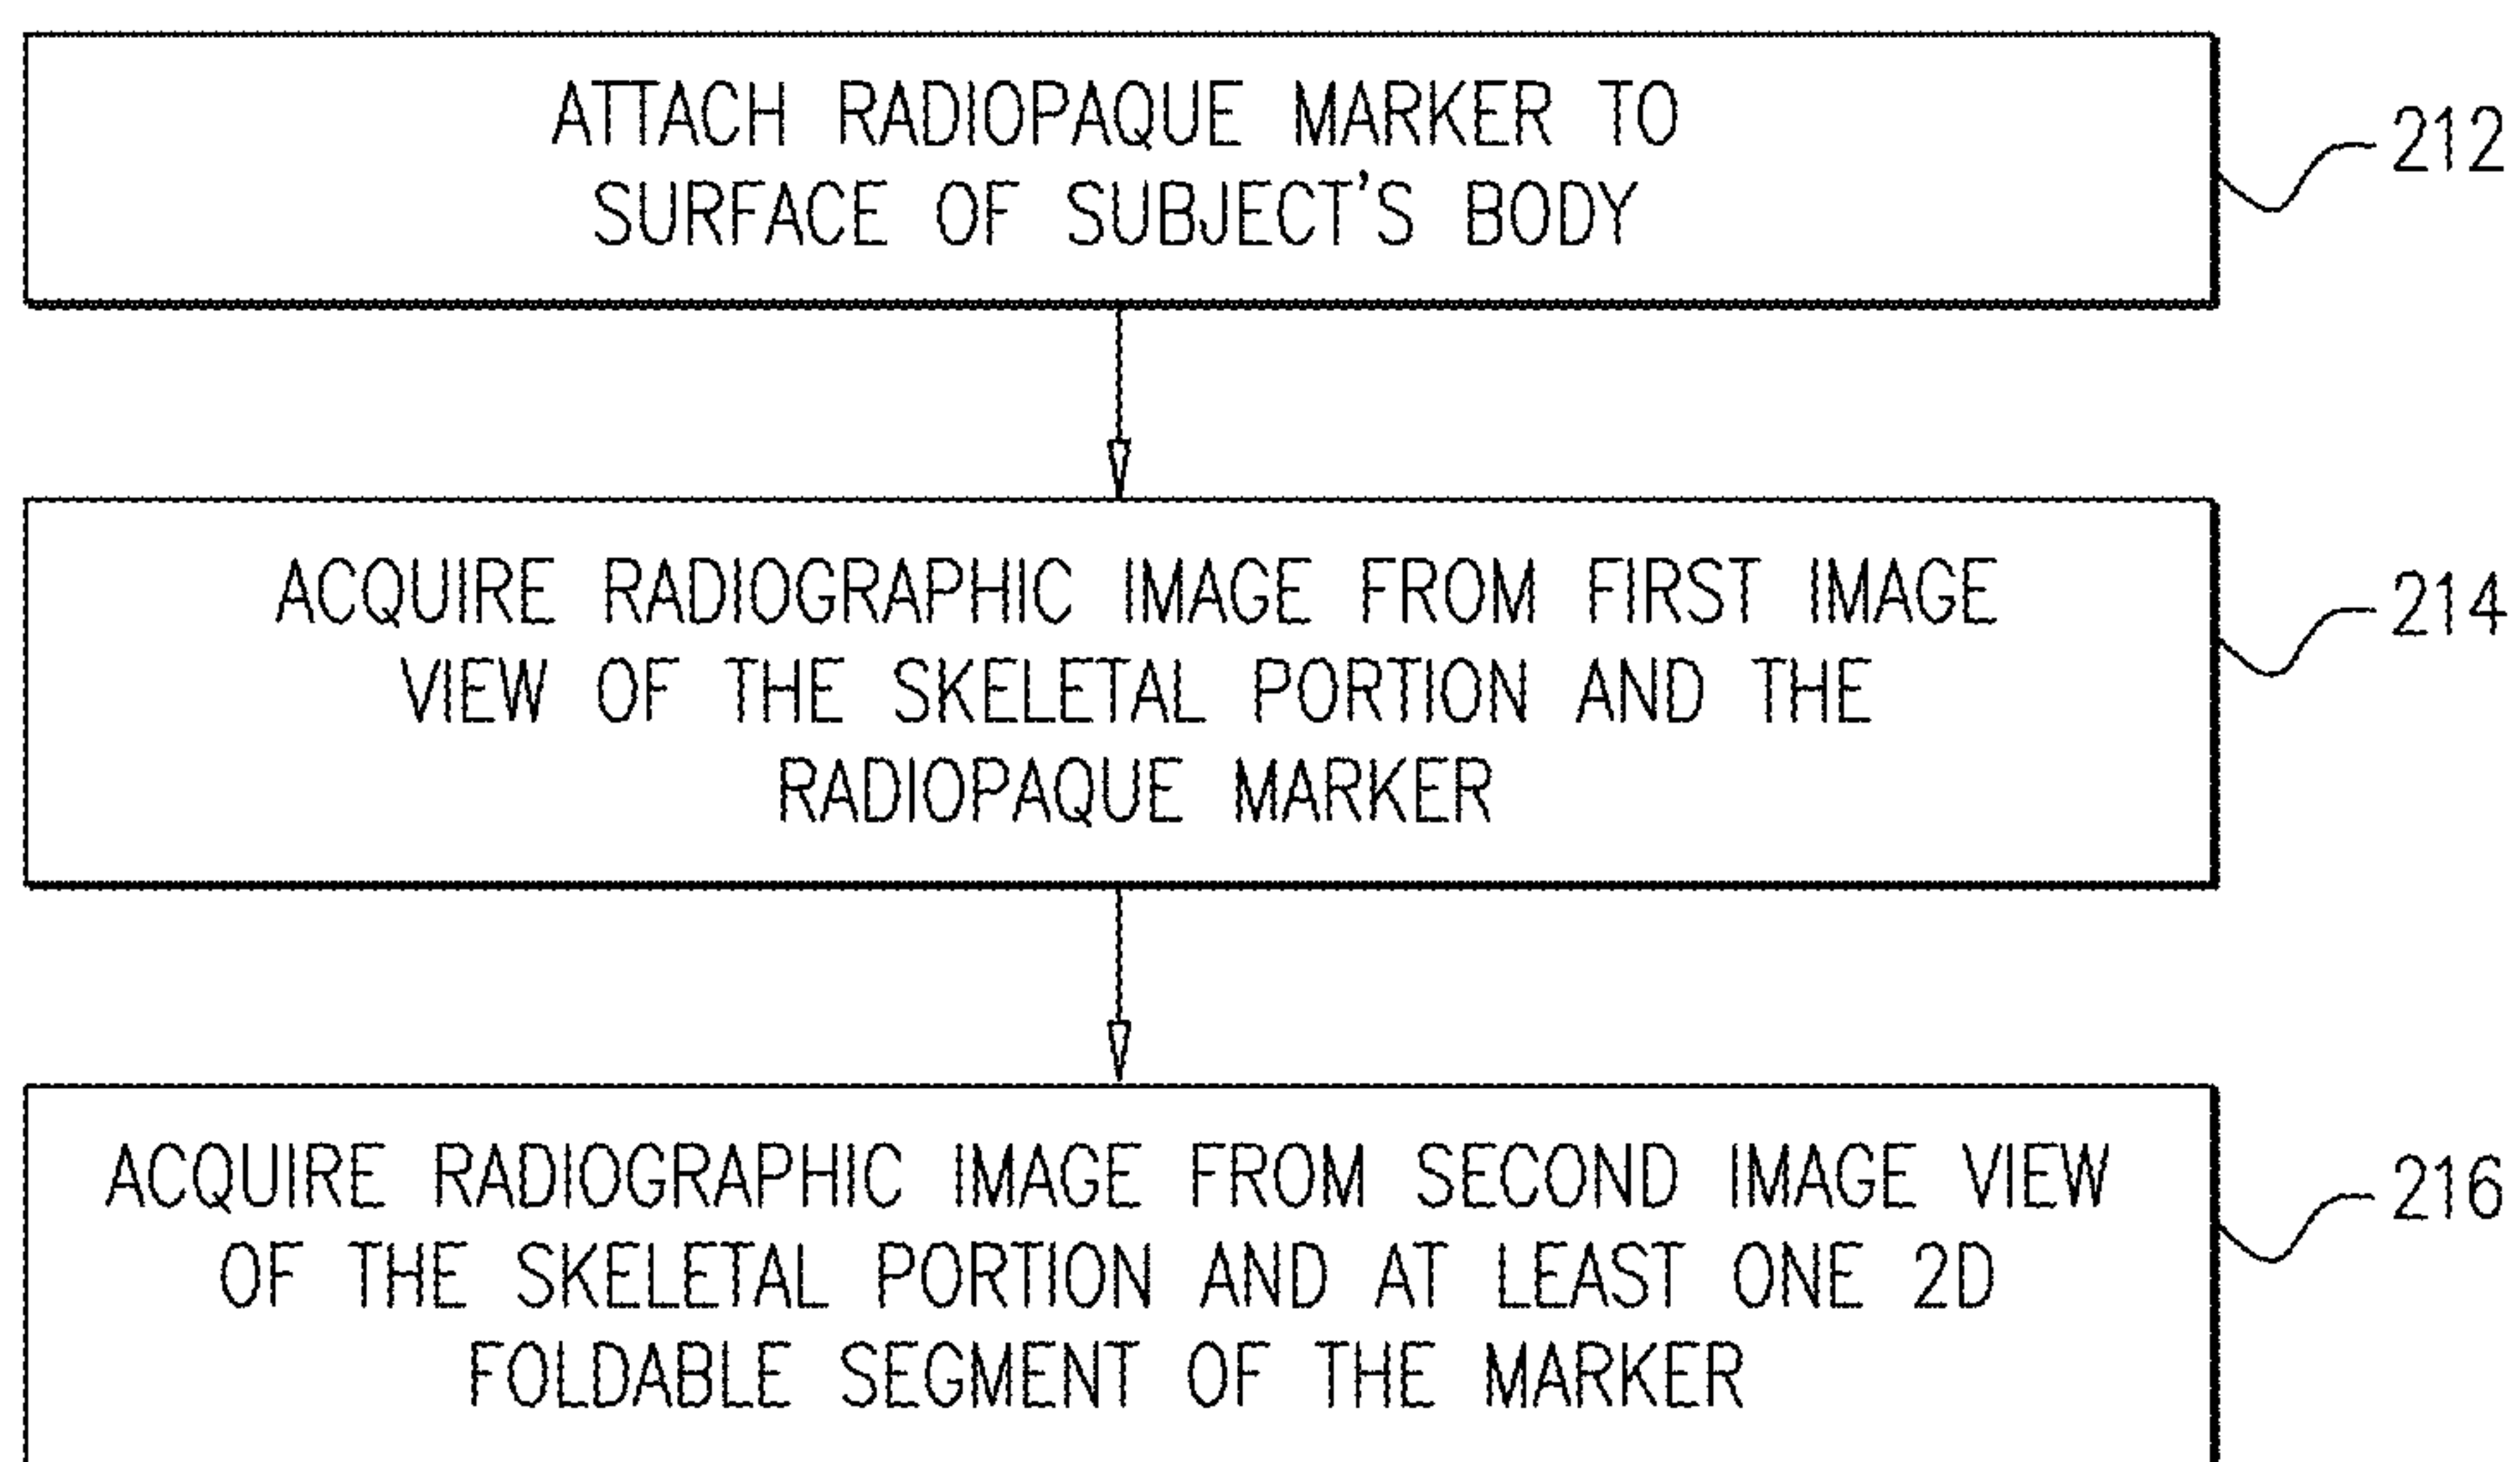 ATTACH RADIOPAQUE MARKER TO
SURFACE OF SUBJECT'S BODY
212
ACQUIRE RADIOGRAPHIC IMAGE FROM FIRST IMAGE
VIEW OF THE SKELETAL PORTION AND THE
RADIOPAQUE MARKER
214
ACQUIRE RADIOGRAPHIC IMAGE FROM SECOND IMAGE VIEW
OF THE SKELETAL PORTION AND AT LEAST ONE 2D
FOLDABLE SEGMENT OF THE MARKER
216